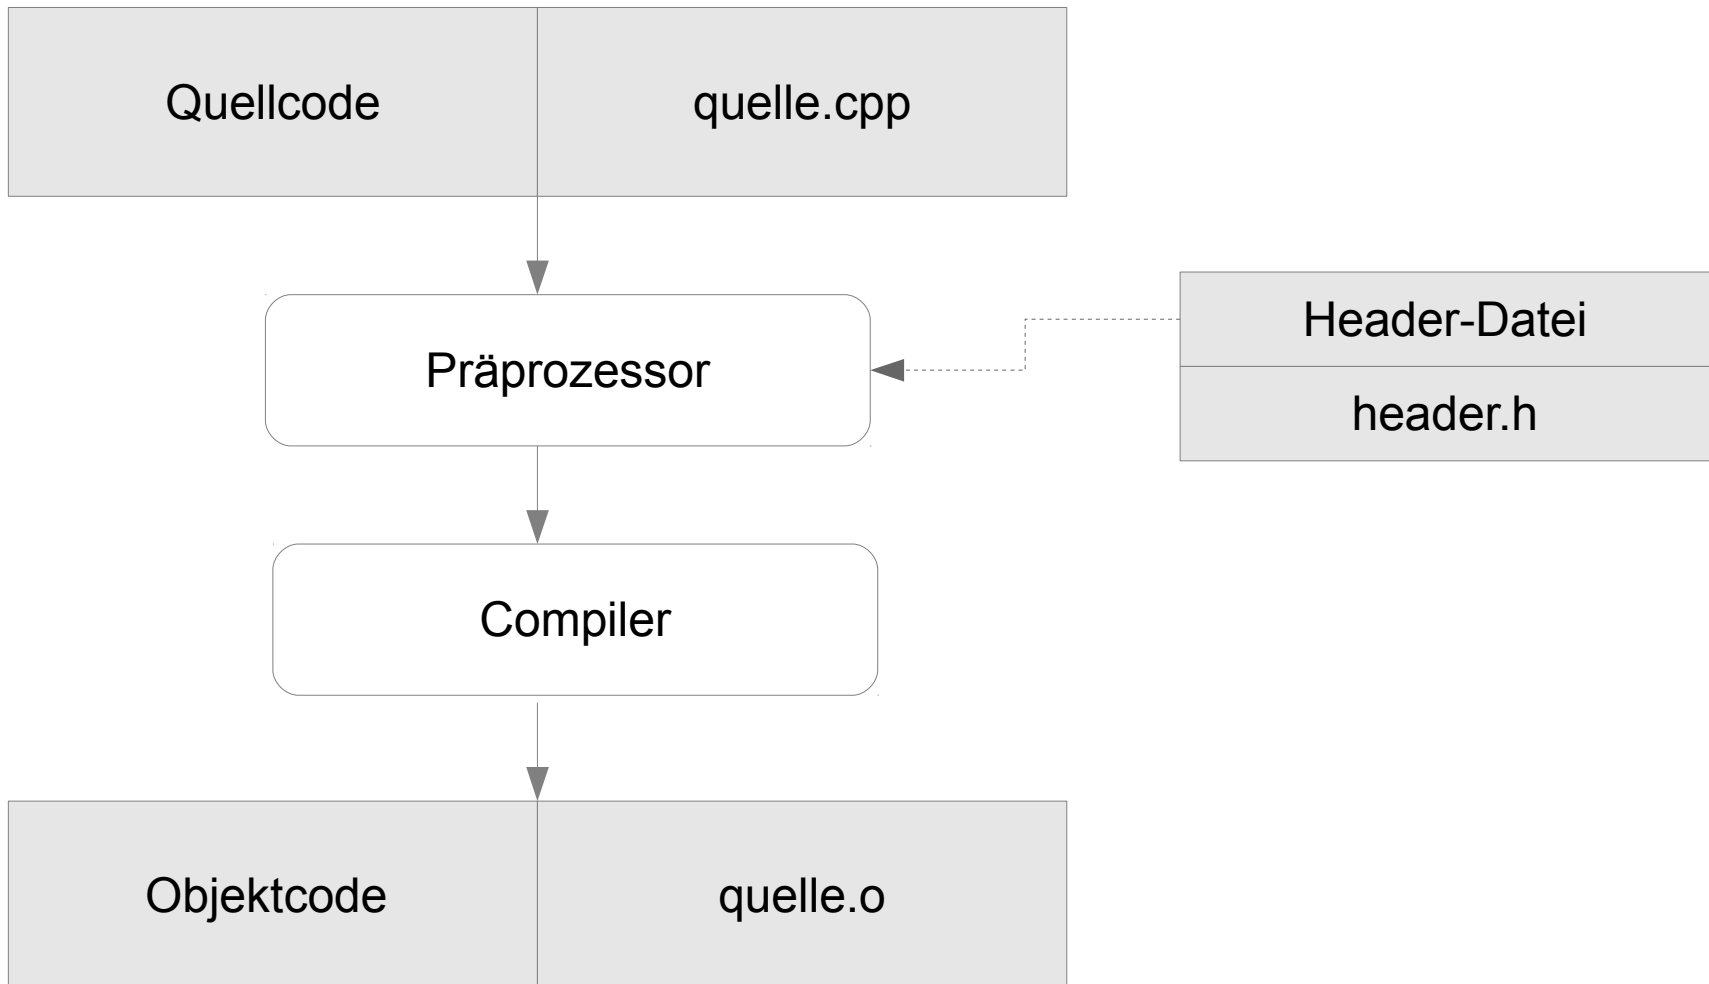 Quellcode
quelle.cpp
Präprozessor
Header-Datei
header.h
Compiler
Objektcode
quelle.o